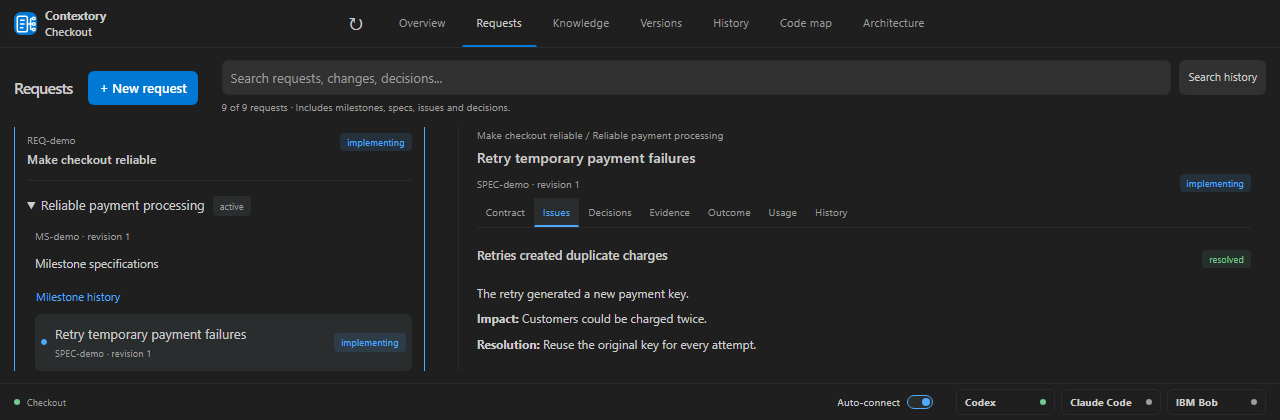 Contextory
Checkout
Overview
Requests
Knowledge
Versions
History
Code map
Architecture
Requests
+ New request
Search requests, changes, decisions...
Search history
9 of 9 requests · Includes milestones, specs, issues and decisions.
REQ-demo
implementing
Make checkout reliable
Reliable payment processing
active
MS-demo · revision 1
Milestone specifications
Milestone history
Retry temporary payment failures
SPEC-demo · revision 1
implementing
Make checkout reliable / Reliable payment processing
Retry temporary payment failures
SPEC-demo · revision 1
implementing
Contract
Issues
Decisions
Evidence
Outcome
Usage
History
Retries created duplicate charges
resolved
The retry generated a new payment key.
Impact: Customers could be charged twice.
Resolution: Reuse the original key for every attempt.
Checkout
Auto-connect
Codex
Claude Code
IBM Bob